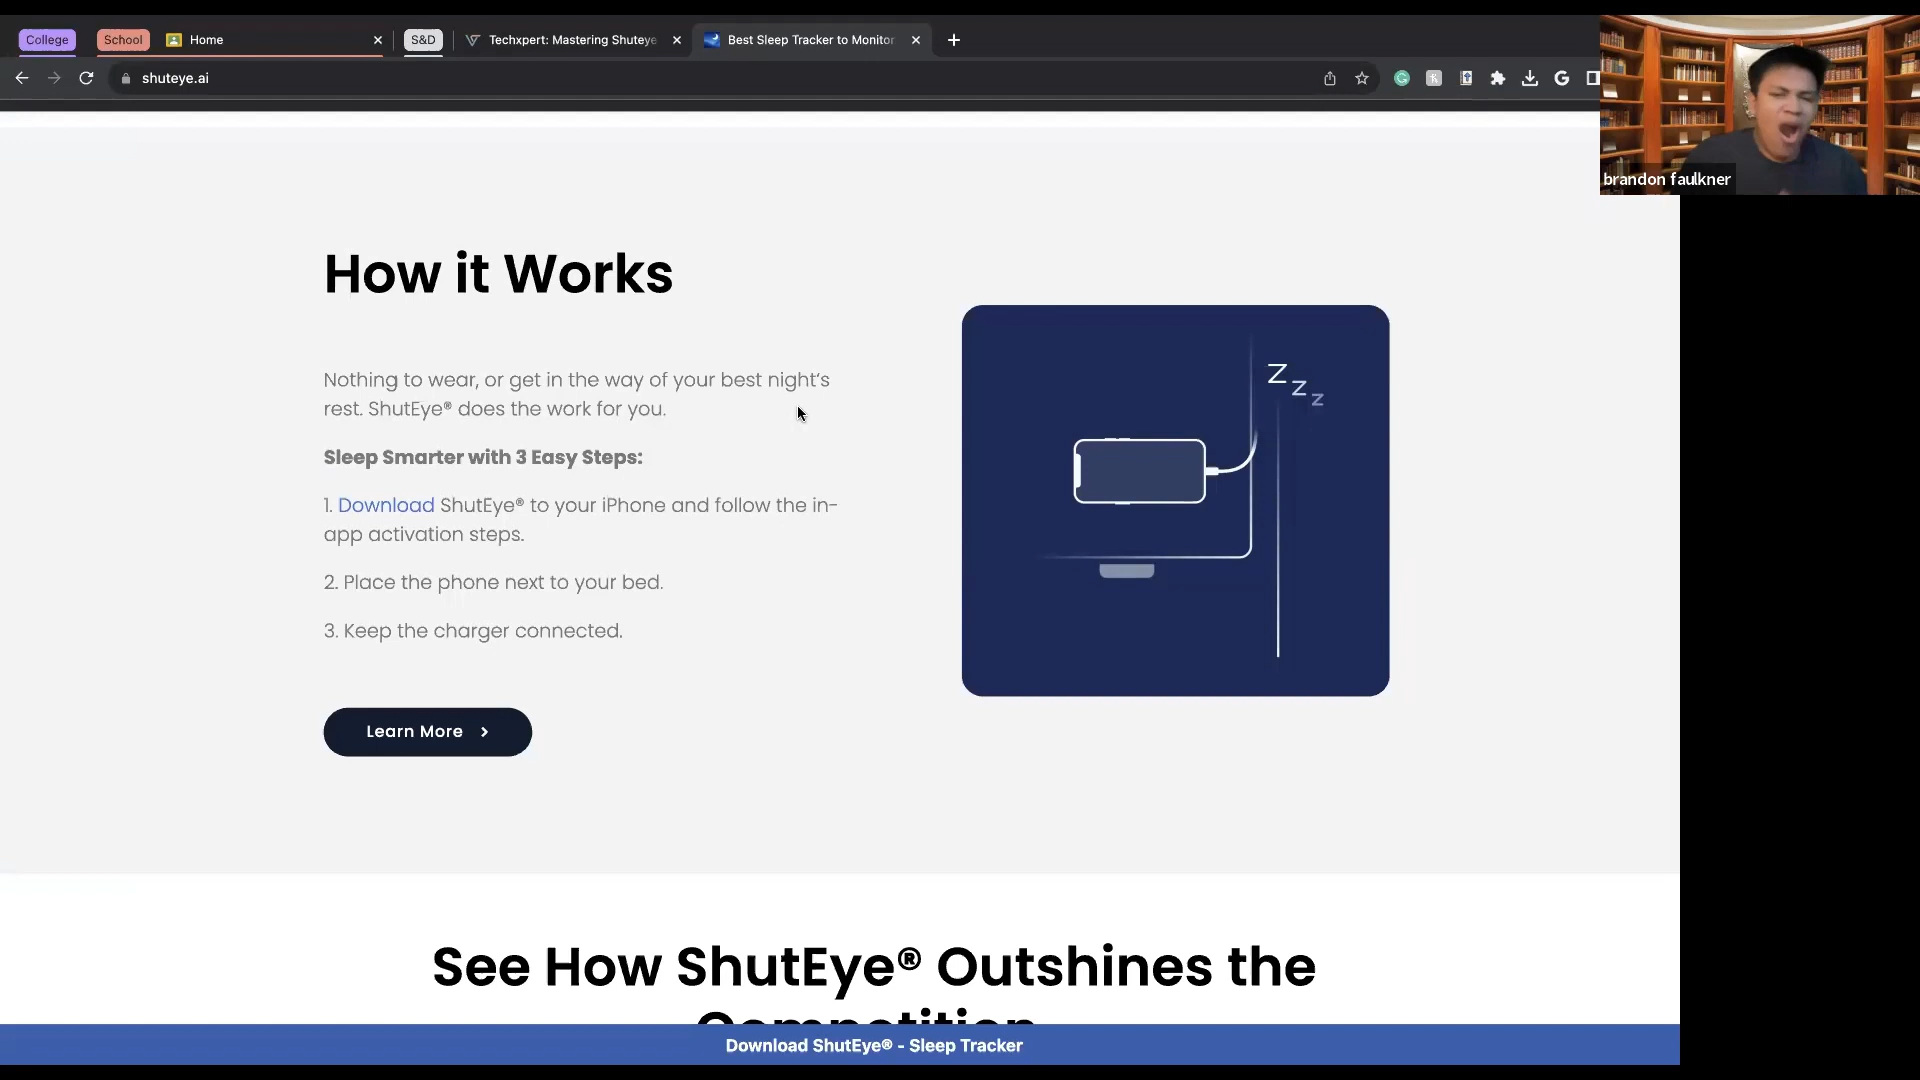 College
School
Home
S&D
Techxpert: Mastering Shuteye
Best Sleep Tracker to Monitor
shuteye.ai
brandon faulkner
How it Works
Nothing to wear, or get in the way of your best night's
rest. ShutEye® does the work for you.
Sleep Smarter with 3 Easy Steps:
1. Download ShutEye® to your iPhone and follow the in-
app activation steps.
2. Place the phone next to your bed.
3. Keep the charger connected.
Learn More
Z
z
z
See How ShutEye® Outshines the
Competition
Download ShutEye® - Sleep Tracker